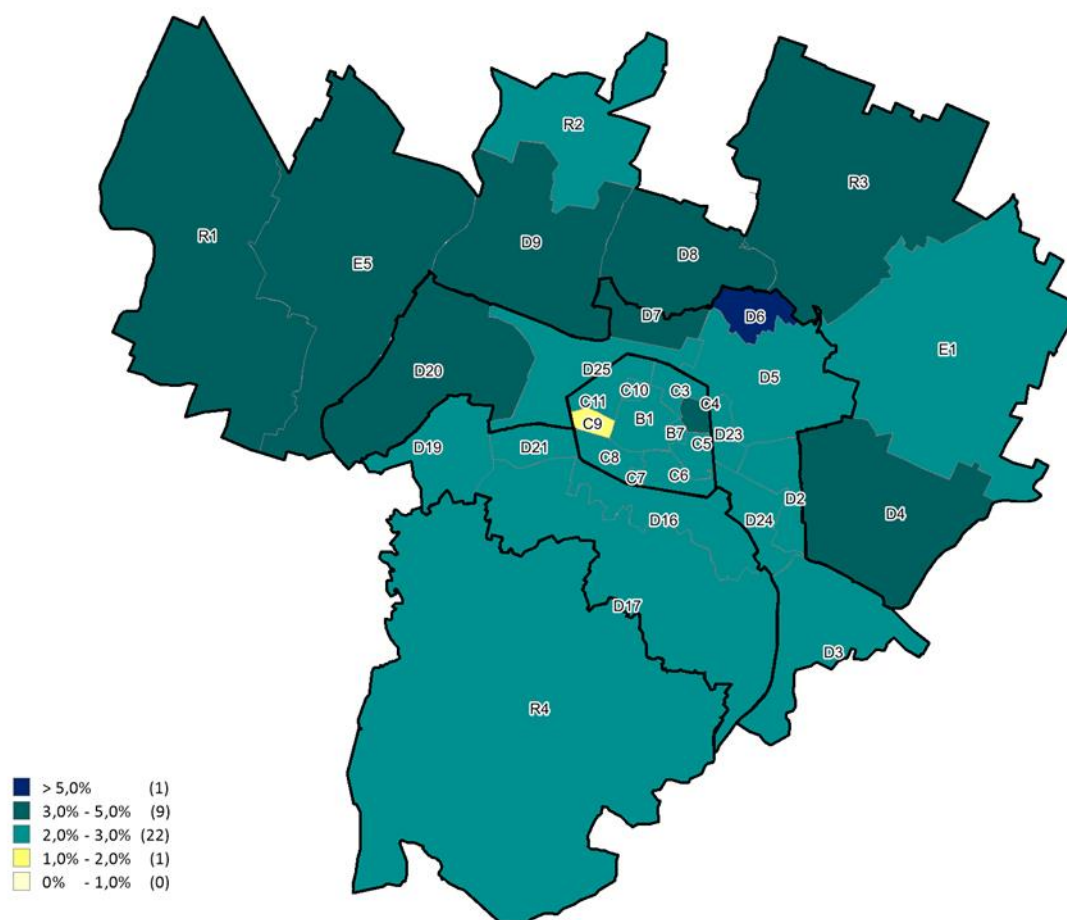 R2
R3
R1
D9
D8
E5
D7
D6
E1
D20
D25
D5
C10
C3
C11
C4
C9
B1
B7
D23
D19
D21
C5
C8
C7
C6
D2
D16
D24
D4
D17
D3
R4
> 5,0% (1)
3,0% - 5,0% (9)
2,0% - 3,0% (22)
1,0% - 2,0% (1)
0% - 1,0% (0)